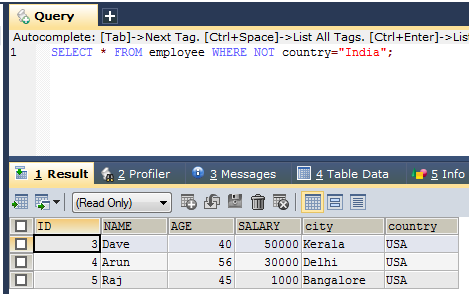 Query
Autocomplete: [Tab]->Next Tag. [Ctrl+Space]->List All Tags. [Ctrl+Enter]->Lis
1 SELECT * FROM employee WHERE NOT country="India";
1 Result 2 Profiler 3 Messages 4 Table Data 5 Info
(Read Only)
ID NAME AGE SALARY city country
3 Dave 40 50000 Kerala USA
4 Arun 56 30000 Delhi USA
5 Raj 45 1000 Bangalore USA